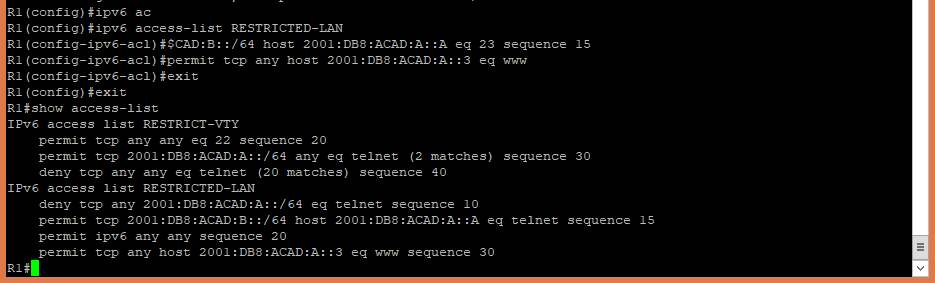 R1(config)#ipv6 ac
R1(config)#ipv6 access-list RESTRICTED-LAN
R1(config-ipv6-acl)#$CAD:B::/64 host 2001:DB8:ACAD:A::A eq 23 sequence 15
R1(config-ipv6-acl)#permit tcp any host 2001:DB8:ACAD:A::3 eq www
R1(config-ipv6-acl)#exit
R1(config)#exit
R1#show access-list
IPv6 access list RESTRICT-VTY
    permit tcp any any eq 22 sequence 20
    permit tcp 2001:DB8:ACAD:A::/64 any eq telnet (2 matches) sequence 30
    deny tcp any any eq telnet (20 matches) sequence 40
IPv6 access list RESTRICTED-LAN
    deny tcp any 2001:DB8:ACAD:A::/64 eq telnet sequence 10
    permit tcp 2001:DB8:ACAD:B::/64 host 2001:DB8:ACAD:A::A eq telnet sequence 15
    permit ipv6 any any sequence 20
    permit tcp any host 2001:DB8:ACAD:A::3 eq www sequence 30
R1#